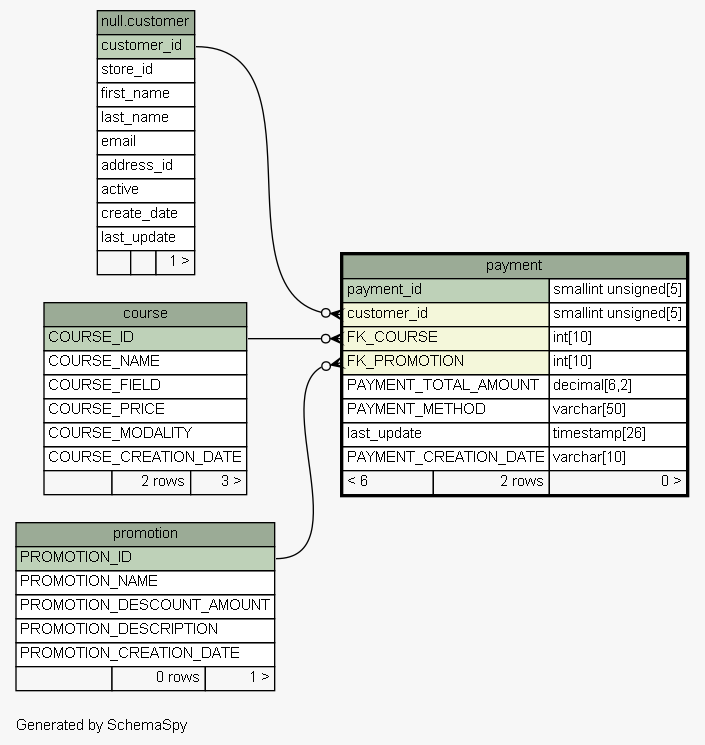 null.customer
customer_id
store_id
first_name
last_name
email
address_id
active
create_date
last_update
1 >
course
COURSE_ID
COURSE_NAME
COURSE_FIELD
COURSE_PRICE
COURSE_MODALITY
COURSE_CREATION_DATE
2 rows 3 >
promotion
PROMOTION_ID
PROMOTION_NAME
PROMOTION_DESCOUNT_AMOUNT
PROMOTION_DESCRIPTION
PROMOTION_CREATION_DATE
0 rows 1 >
payment
payment_id smallint unsigned[5]
customer_id smallint unsigned[5]
FK_COURSE int[10]
FK_PROMOTION int[10]
PAYMENT_TOTAL_AMOUNT decimal[6,2]
PAYMENT_METHOD varchar[50]
last_update timestamp[26]
PAYMENT_CREATION_DATE varchar[10]
< 6 2 rows 0 >
Generated by SchemaSpy